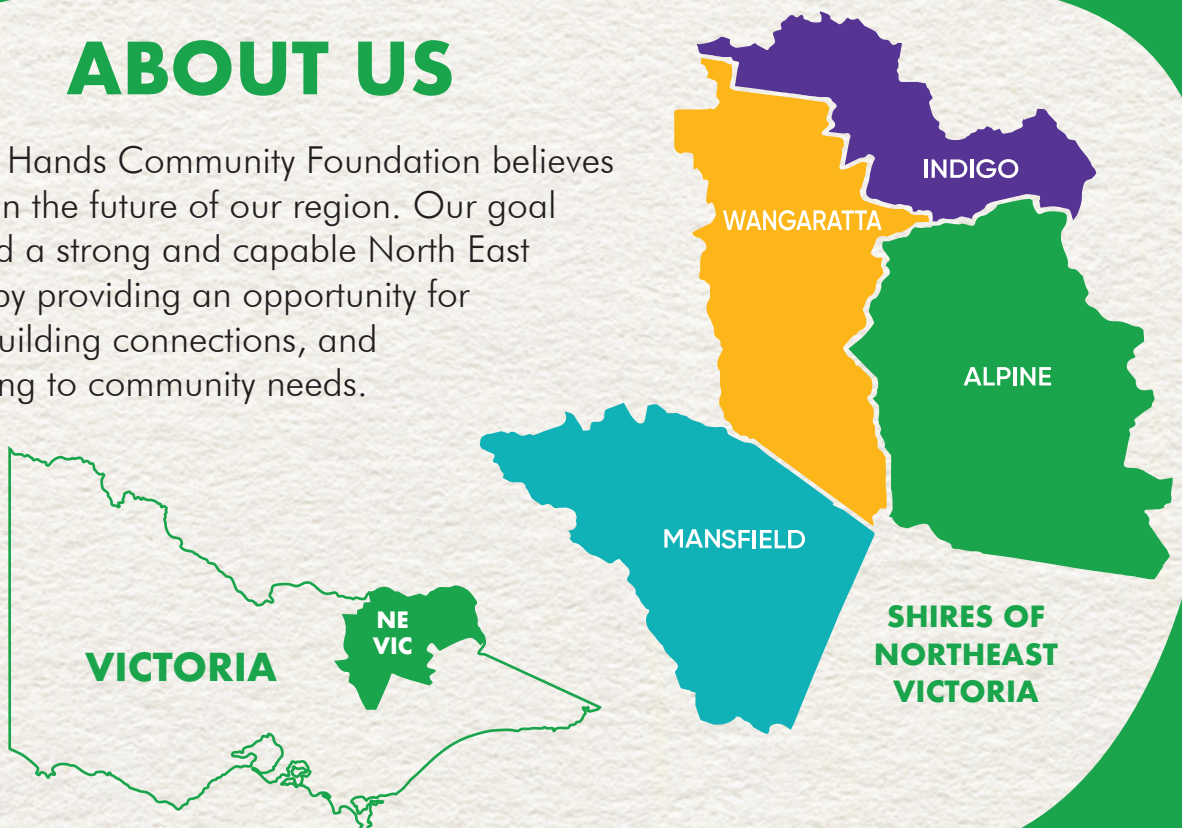 ABOUT US
Hands Community Foundation believes
n the future of our region. Our goal
d a strong and capable North East
by providing an opportunity for
uilding connections, and
ng to community needs.
INDIGO
WANGARATTA
ALPINE
MANSFIELD
NE
VIC
VICTORIA
SHIRES OF
NORTHEAST
VICTORIA